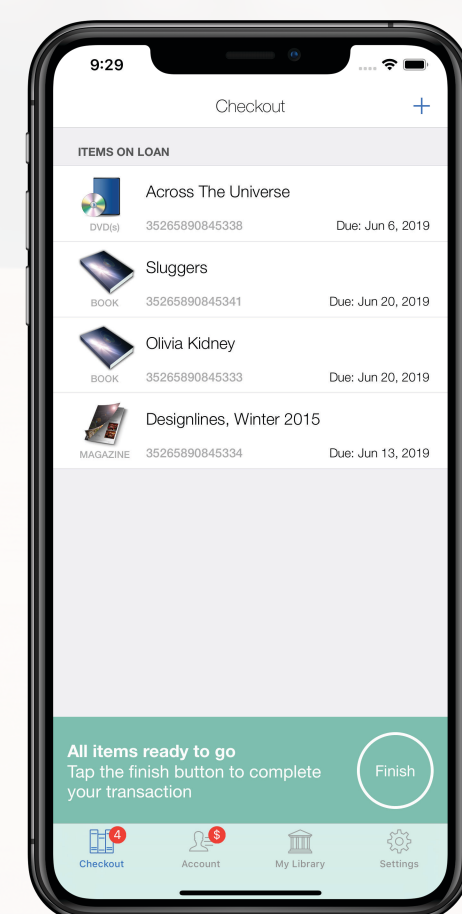 9:29
Checkout +
ITEMS ON LOAN
Across The Universe
DVD(s) 35265890845338 Due: Jun 6, 2019
Sluggers
BOOK 35265890845341 Due: Jun 20, 2019
Olivia Kidney
BOOK 35265890845333 Due: Jun 20, 2019
Designlines, Winter 2015
MAGAZINE 35265890845334 Due: Jun 13, 2019
All items ready to go
Tap the finish button to complete
your transaction
Finish
4 $
Checkout Account My Library Settings